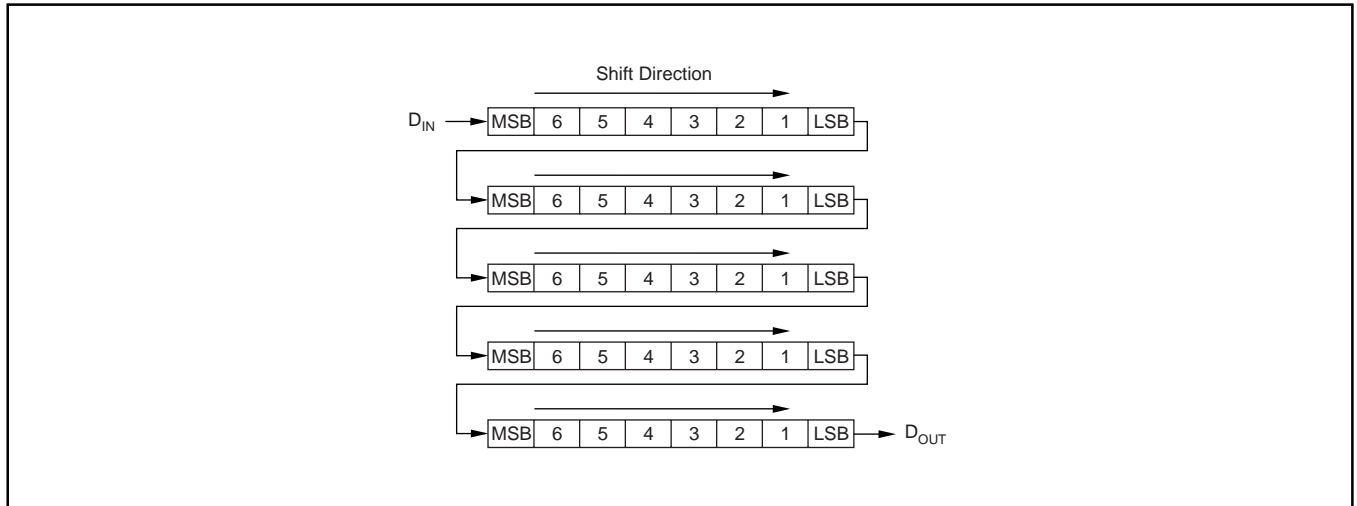 Shift Direction
D_IN MSB 6 5 4 3 2 1 LSB
MSB 6 5 4 3 2 1 LSB
MSB 6 5 4 3 2 1 LSB
MSB 6 5 4 3 2 1 LSB
MSB 6 5 4 3 2 1 LSB D_OUT